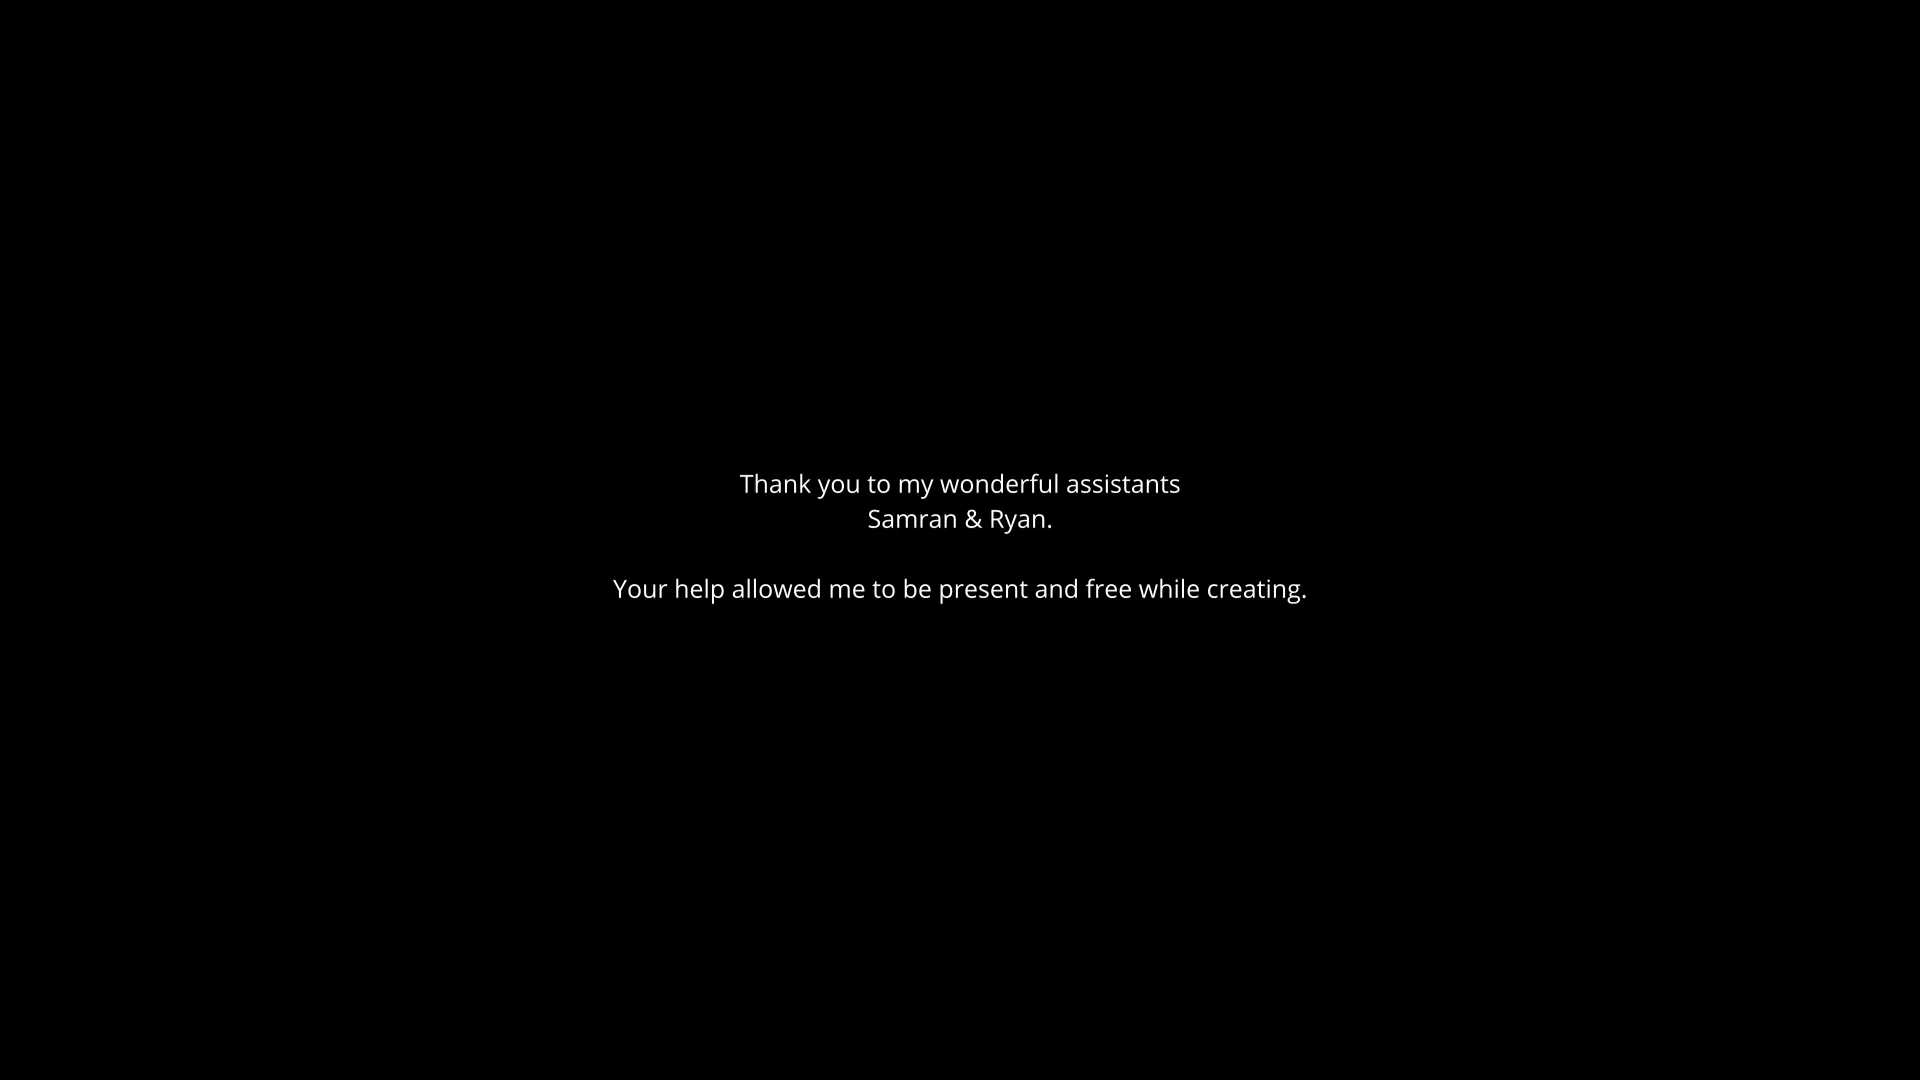 Thank you to my wonderful assistants
Samran & Ryan.
Your help allowed me to be present and free while creating.